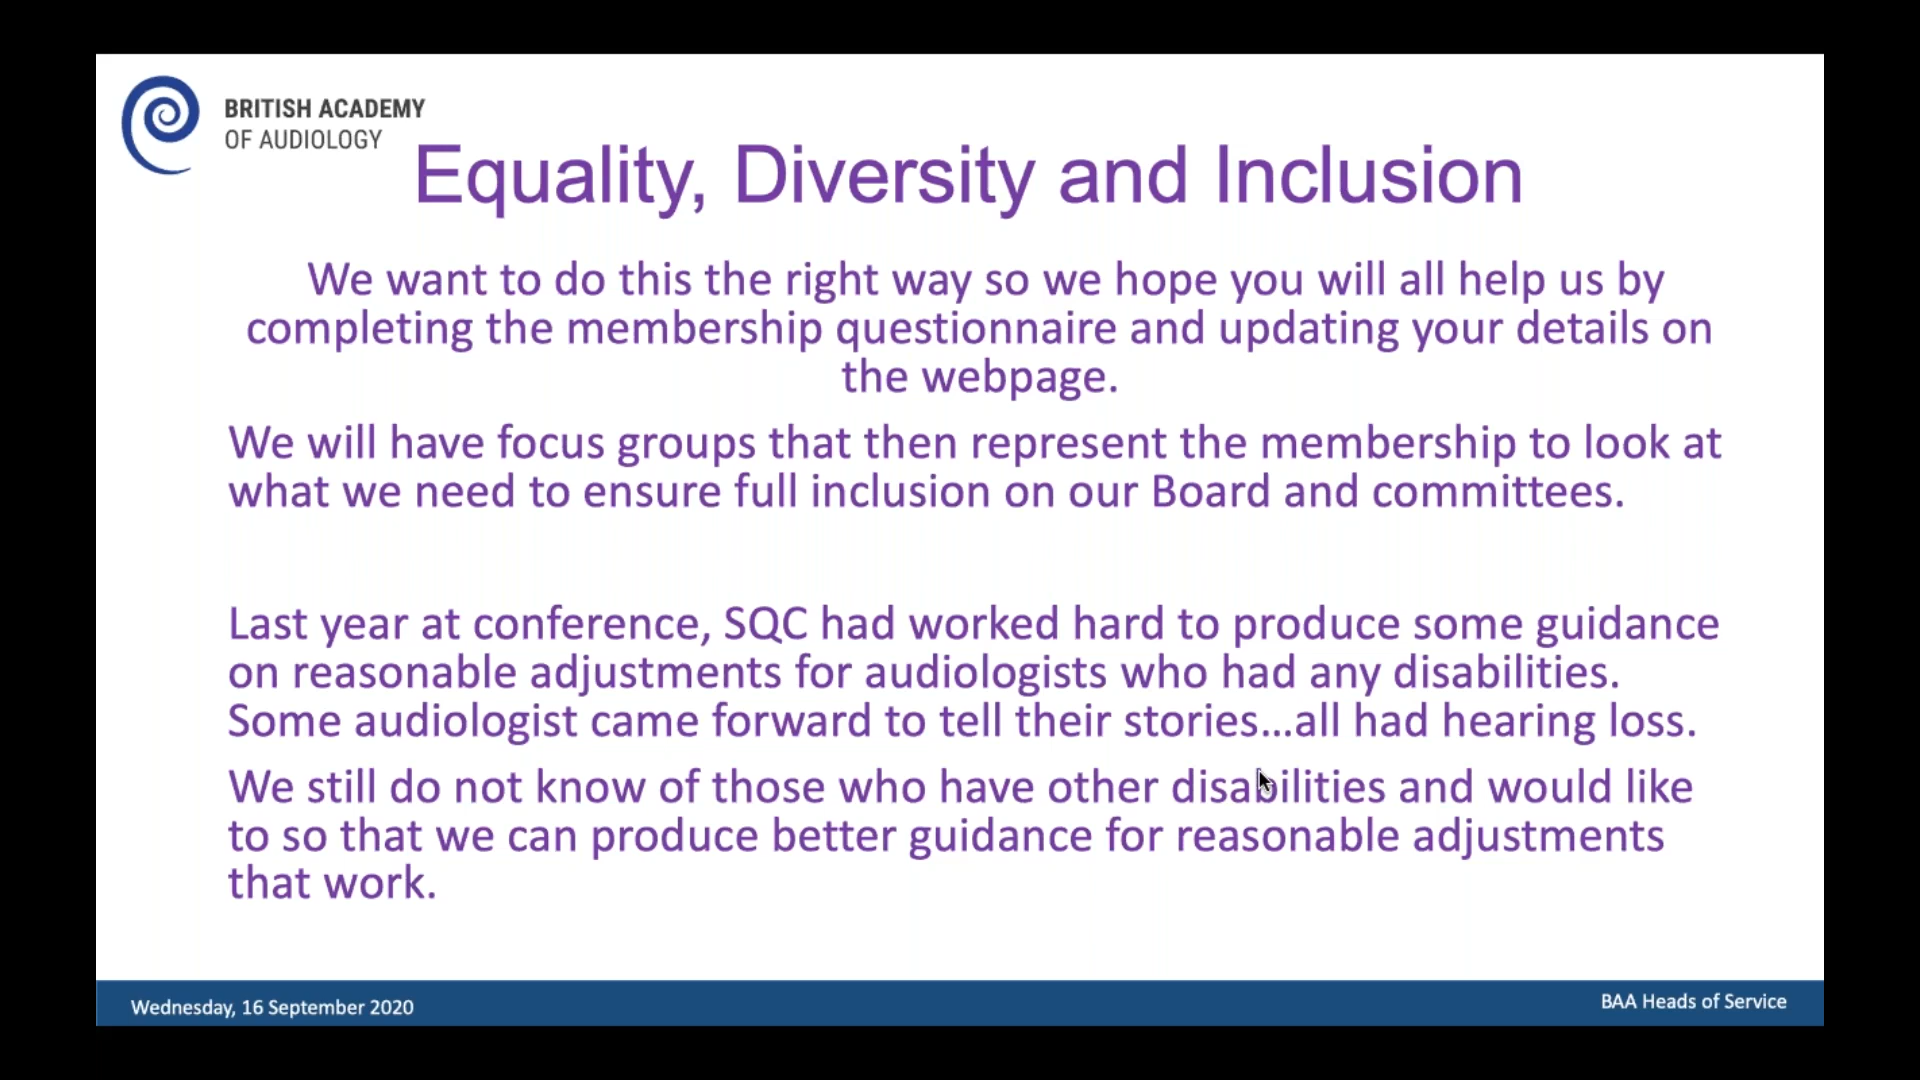 BRITISH ACADEMY
OF AUDIOLOGY
Equality, Diversity and Inclusion
We want to do this the right way so we hope you will all help us by
completing the membership questionnaire and updating your details on
the webpage.
We will have focus groups that then represent the membership to look at
what we need to ensure full inclusion on our Board and committees.
Last year at conference, SQC had worked hard to produce some guidance
on reasonable adjustments for audiologists who had any disabilities.
Some audiologist came forward to tell their stories…all had hearing loss.
We still do not know of those who have other disabilities and would like
to so that we can produce better guidance for reasonable adjustments
that work.
Wednesday, 16 September 2020
BAA Heads of Service